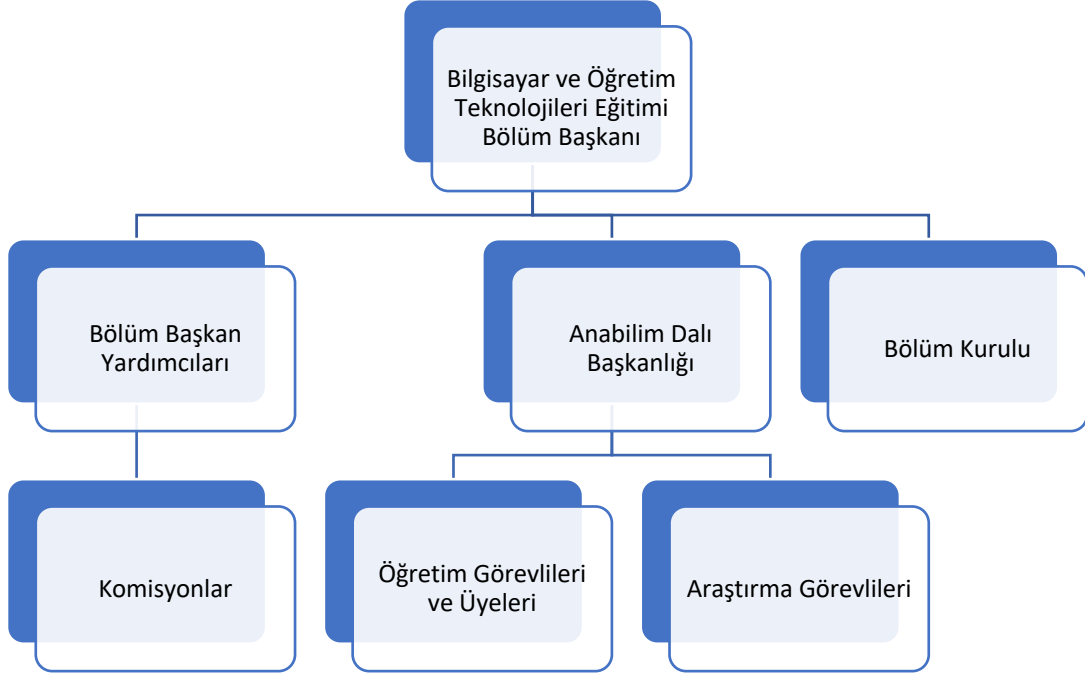 Bilgisayar ve Öğretim
Teknolojileri Eğitimi
Bölüm Başkanı
Bölüm Başkan
Yardımcıları
Anabilim Dalı
Başkanlığı
Bölüm Kurulu
Komisyonlar
Öğretim Görevlileri
ve Üyeleri
Araştırma Görevlileri